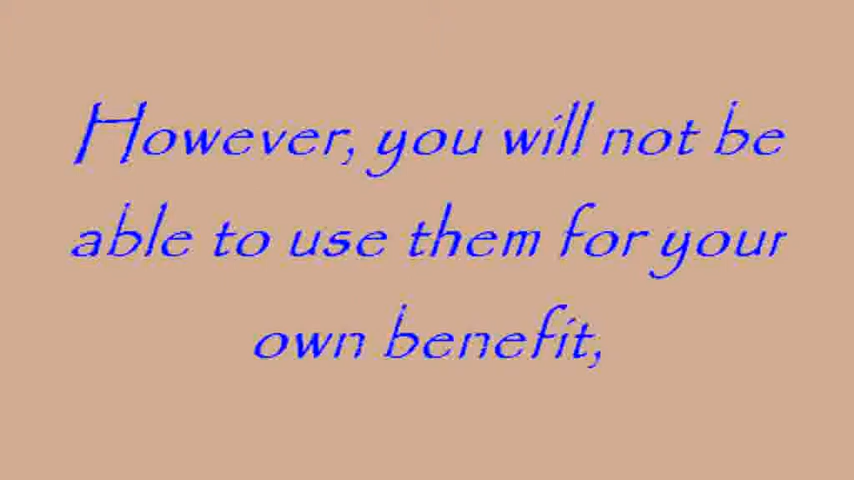 However, you will not be
able to use them for your
own benefit,